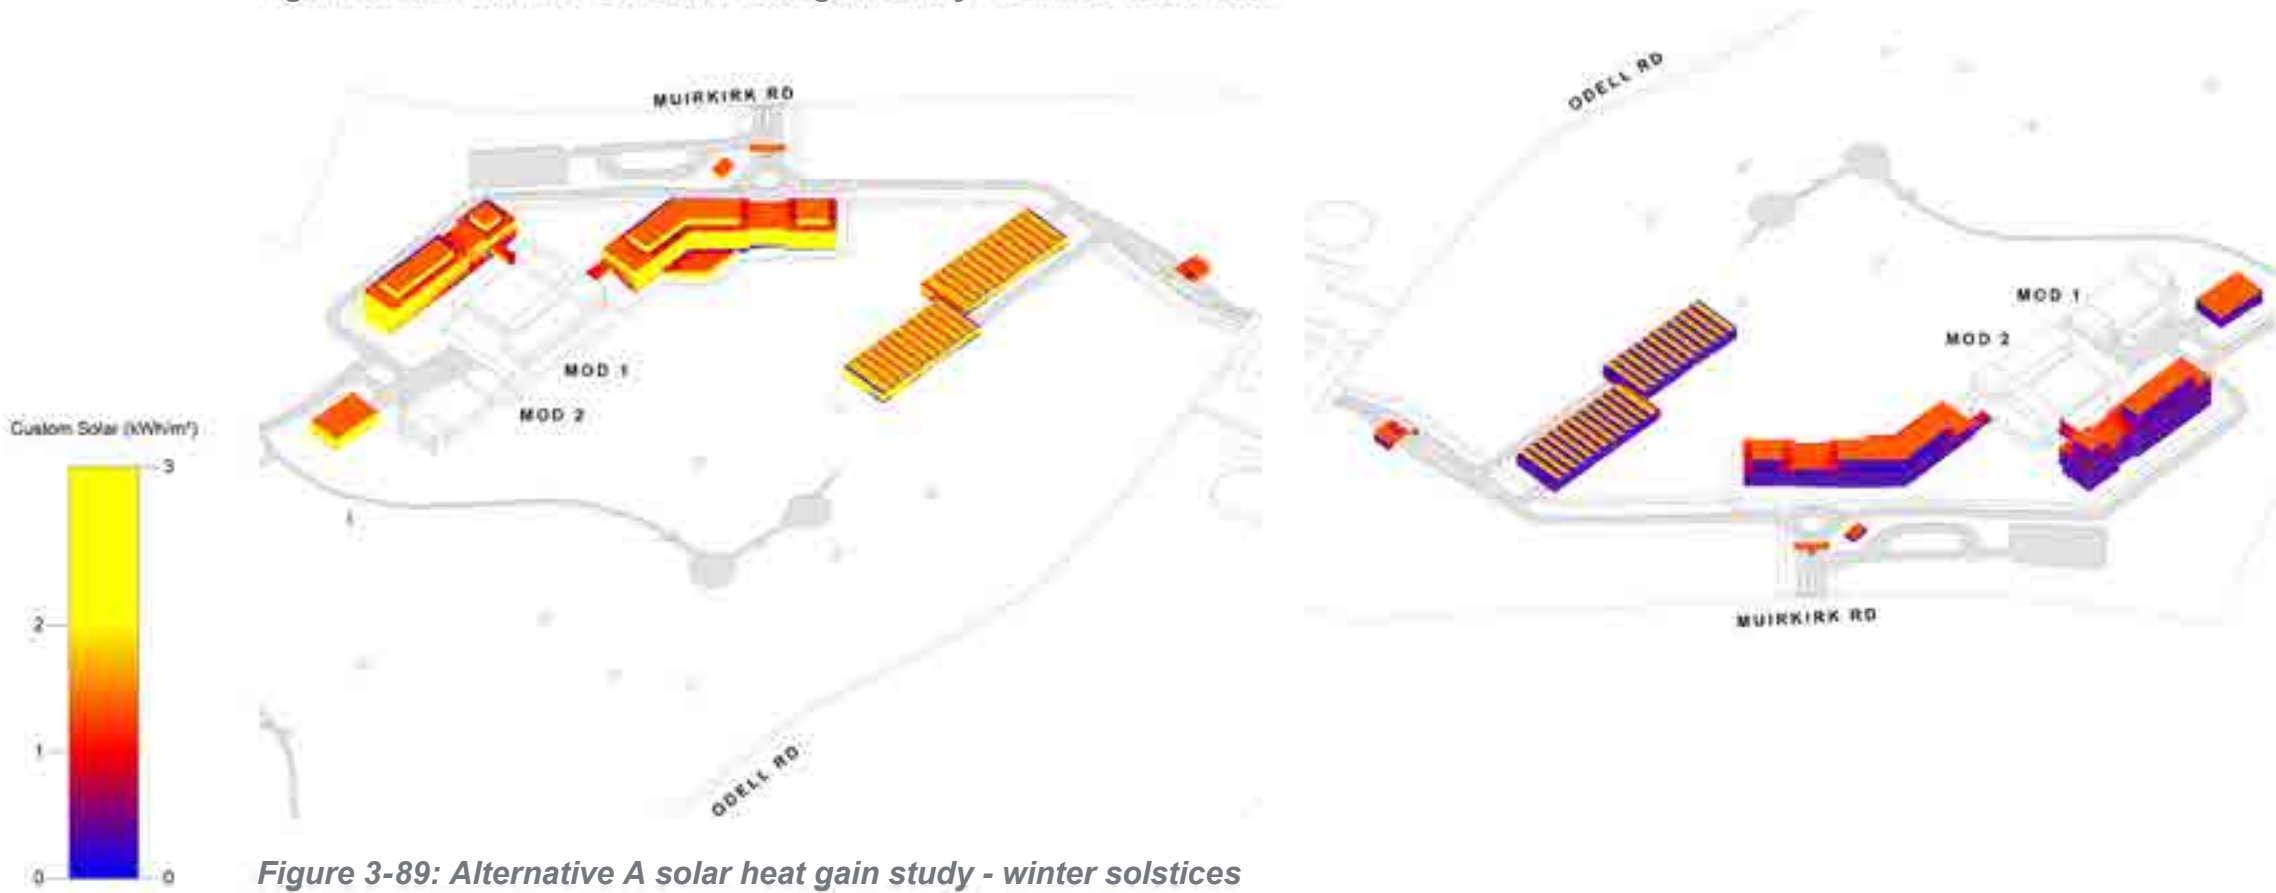 MUIRKIRK RD
ODELL RD
MOD 1
MOD 2
MOD 1
MOD 2
Custom Solar (kWh/m²)
3
2
1
0
0
ODELL RD
MUIRKIRK RD
Figure 3-89: Alternative A solar heat gain study - winter solstices